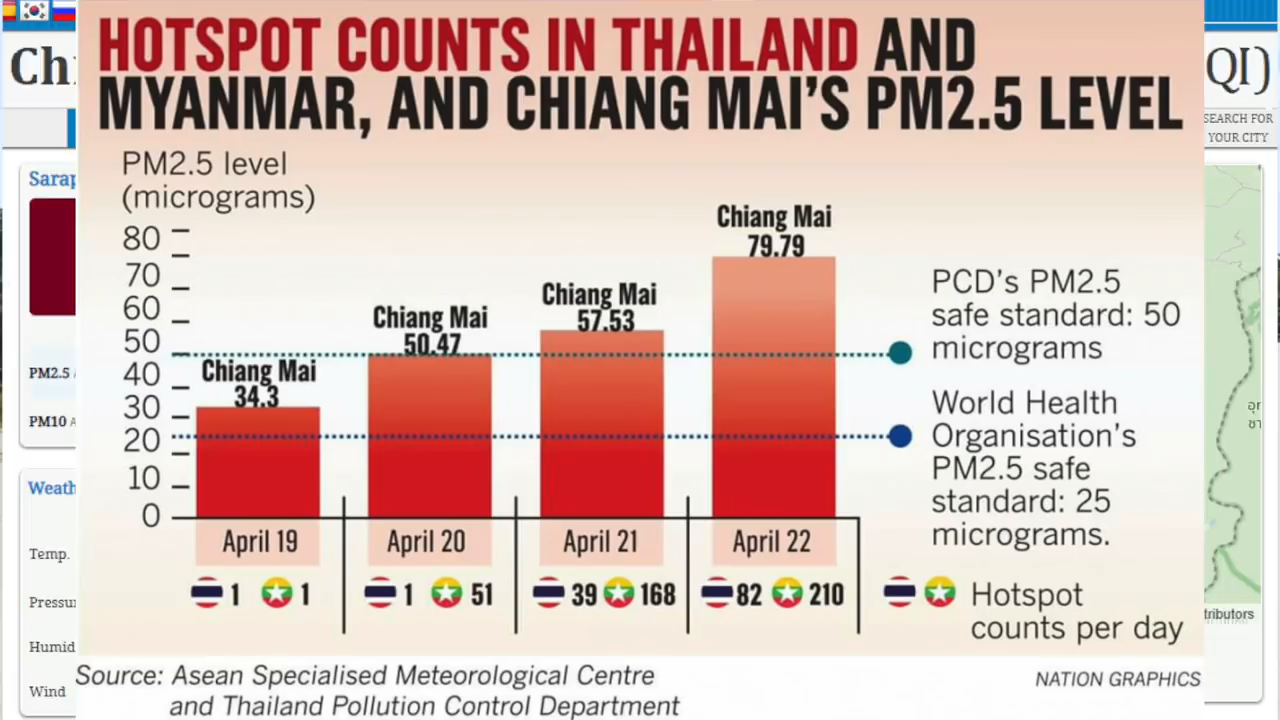 HOTSPOT COUNTS IN THAILAND AND
MYANMAR, AND CHIANG MAI'S PM2.5 LEVEL
PM2.5 level
(micrograms)
80
70
60
50
40
30
20
10
0
Chiang Mai
34.3
Chiang Mai
50.47
Chiang Mai
57.53
Chiang Mai
79.79
PCD's PM2.5
safe standard: 50
micrograms
World Health
Organisation's
PM2.5 safe
standard: 25
micrograms.
April 19
April 20
April 21
April 22
1 1
1 51
39 168
82 210
Hotspot
counts per day
Source: Asean Specialised Meteorological Centre
and Thailand Pollution Control Department
NATION GRAPHICS
QI)
SEARCH FOR
YOUR CITY
PM2.5
PM10
Temp.
Wind